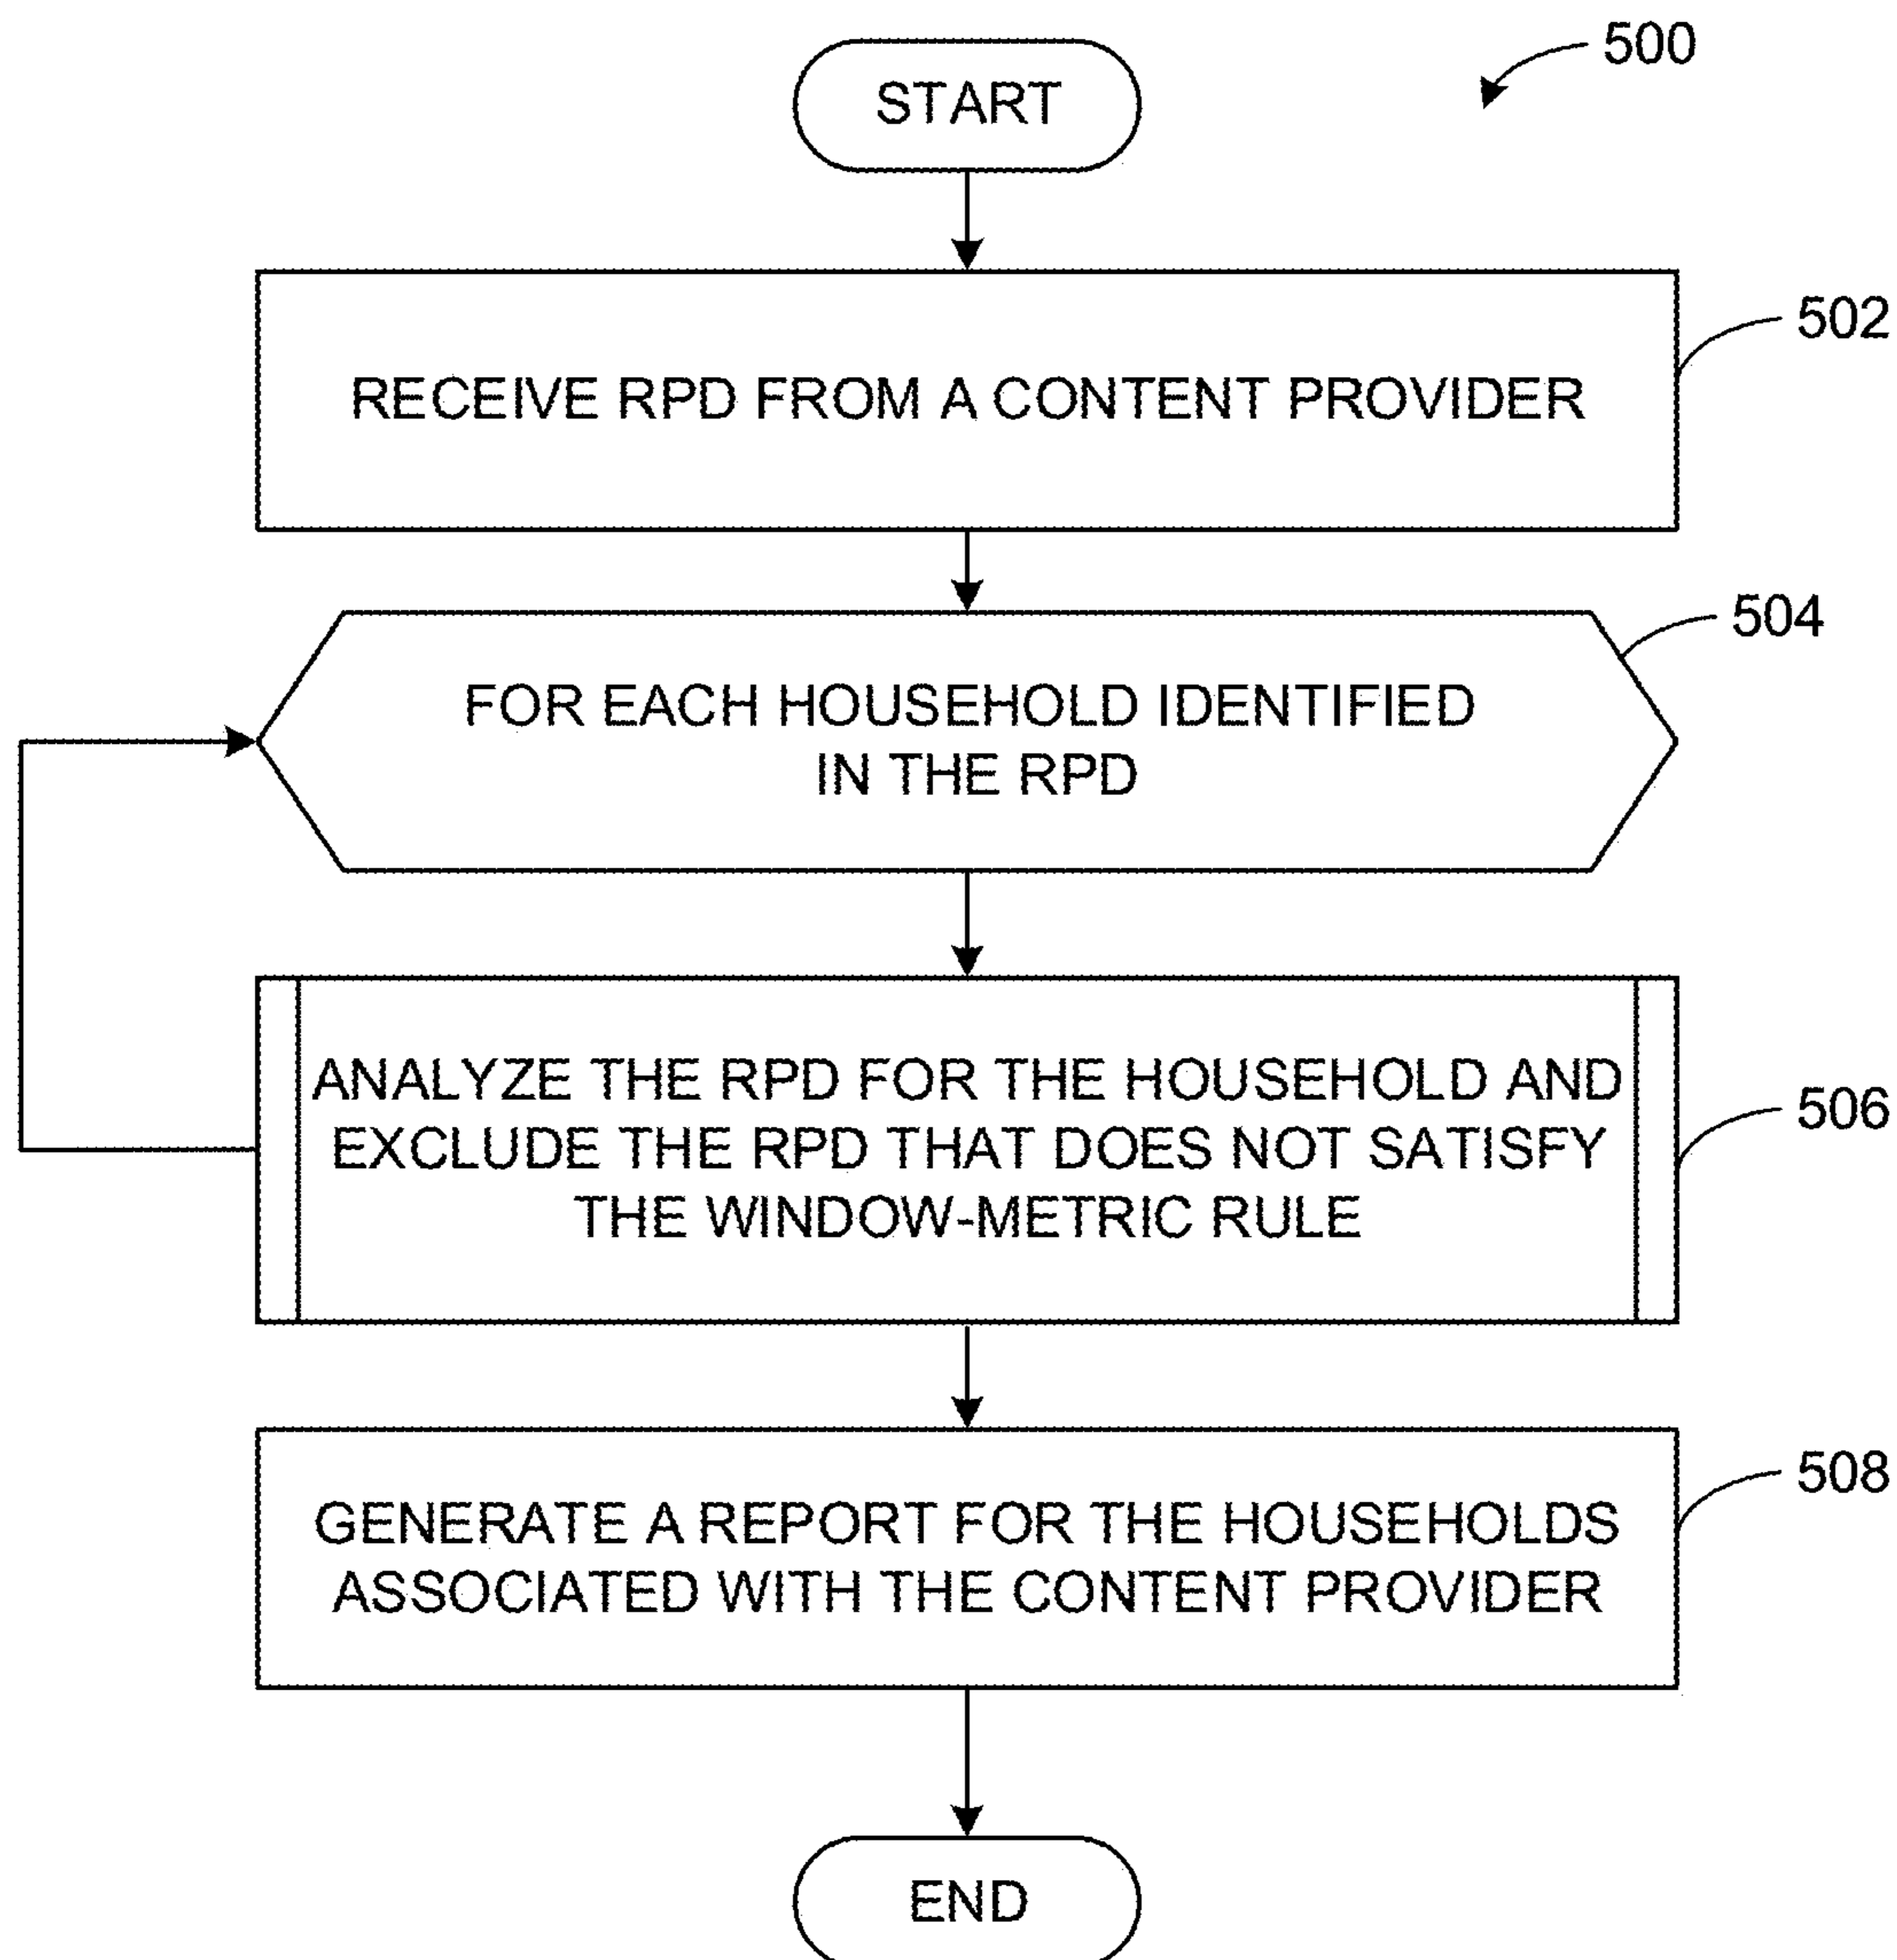 500
START
502
RECEIVE RPD FROM A CONTENT PROVIDER
504
FOR EACH HOUSEHOLD IDENTIFIED
IN THE RPD
ANALYZE THE RPD FOR THE HOUSEHOLD AND
EXCLUDE THE RPD THAT DOES NOT SATISFY
THE WINDOW-METRIC RULE
506
508
GENERATE A REPORT FOR THE HOUSEHOLDS
ASSOCIATED WITH THE CONTENT PROVIDER
END